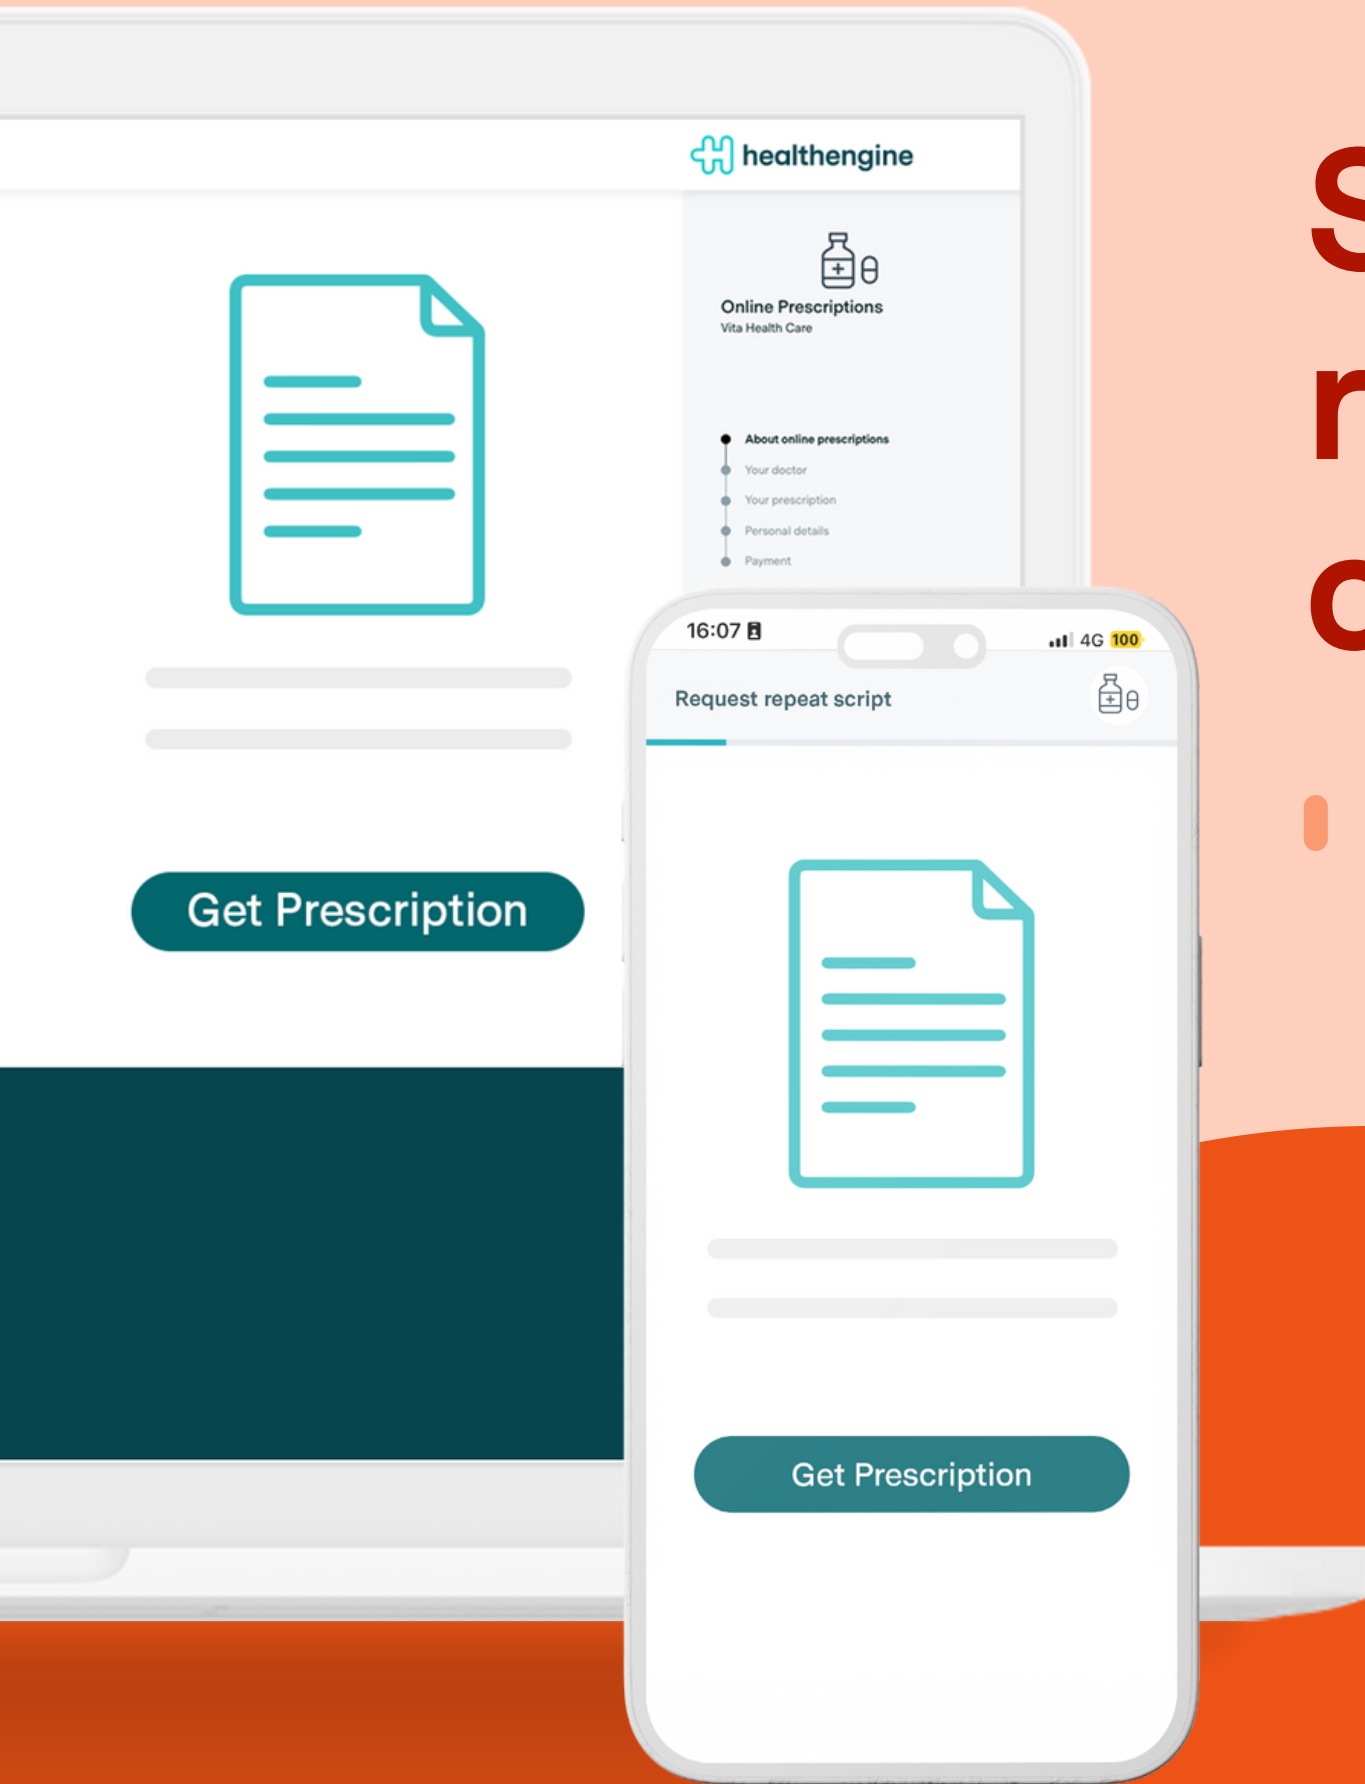 healthengine
Online Prescriptions
Vita Health Care
About online prescriptions
Your doctor
Your prescription
Personal details
Payment
Get Prescription
16:07
4G 100
Request repeat script
Get Prescription